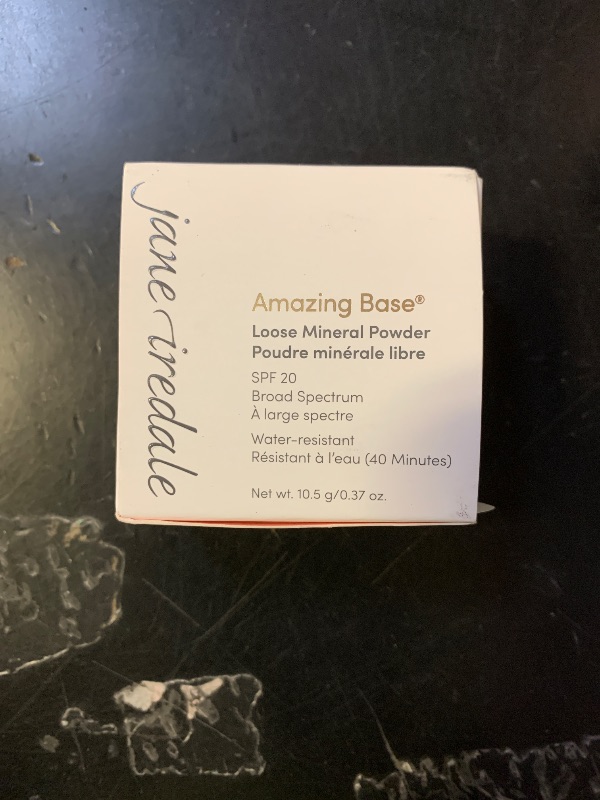 jane iredale
Amazing Base®
Loose Mineral Powder
Poudre minérale libre
SPF 20
Broad Spectrum
À large spectre
Water-resistant
Résistant à l'eau (40 Minutes)
Net wt. 10.5 g/0.37 oz.